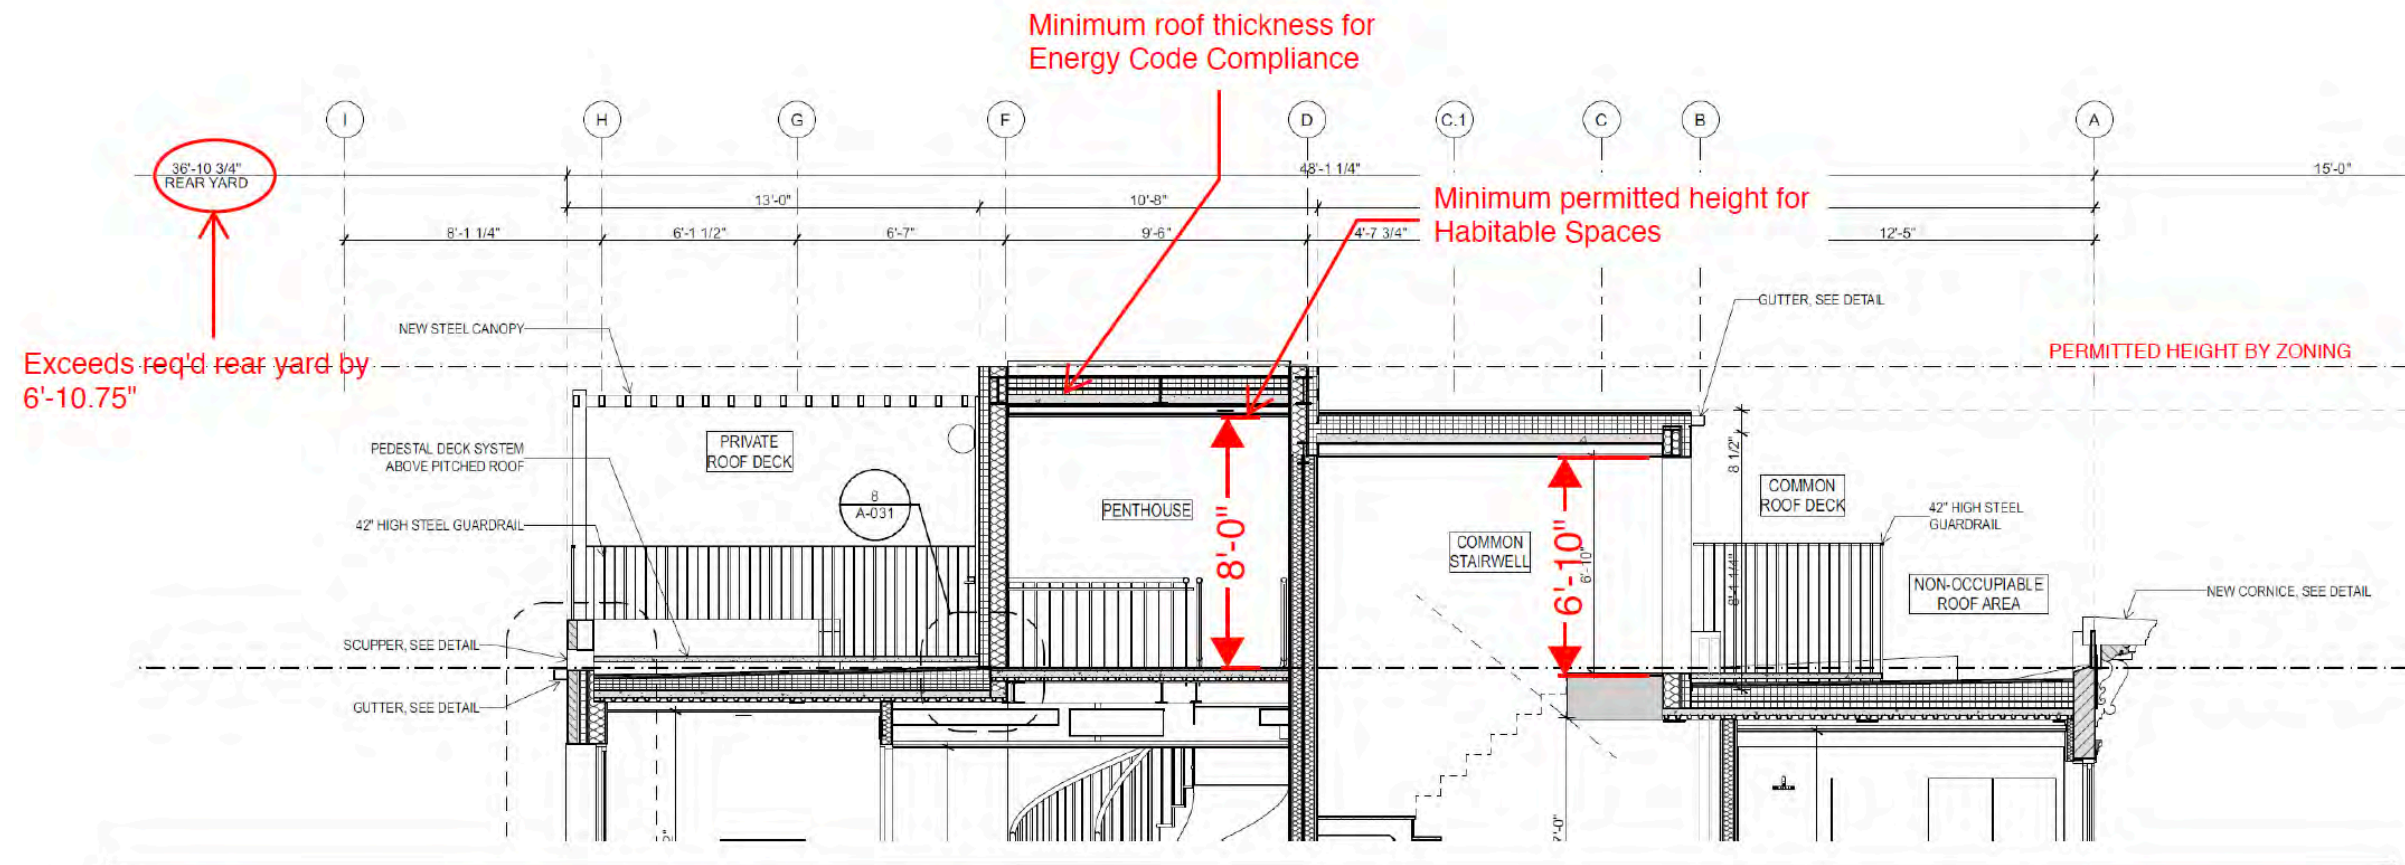 Minimum roof thickness for
Energy Code Compliance
I
H
G
F
D
C.1
C
B
A
36'-10 3/4"
REAR YARD
48'-1 1/4"
15'-0"
Minimum permitted height for
Habitable Spaces
13'-0"
10'-8"
8'-1 1/4"
6'-1 1/2"
6'-7"
9'-6"
4'-7 3/4"
12'-5"
GUTTER, SEE DETAIL
NEW STEEL CANOPY
PERMITTED HEIGHT BY ZONING
Exceeds req'd rear yard by
6'-10.75"
PRIVATE
ROOF DECK
PEDESTAL DECK SYSTEM
ABOVE PITCHED ROOF
8
A-031
PENTHOUSE
8'-0"
COMMON
STAIRWELL
6'-10"
6'-10"
8 1/2"
8'-1 1/4"
COMMON
ROOF DECK
42" HIGH STEEL
GUARDRAIL
42" HIGH STEEL GUARDRAIL
NON-OCCUPIABLE
ROOF AREA
NEW CORNICE, SEE DETAIL
SCUPPER, SEE DETAIL
GUTTER, SEE DETAIL